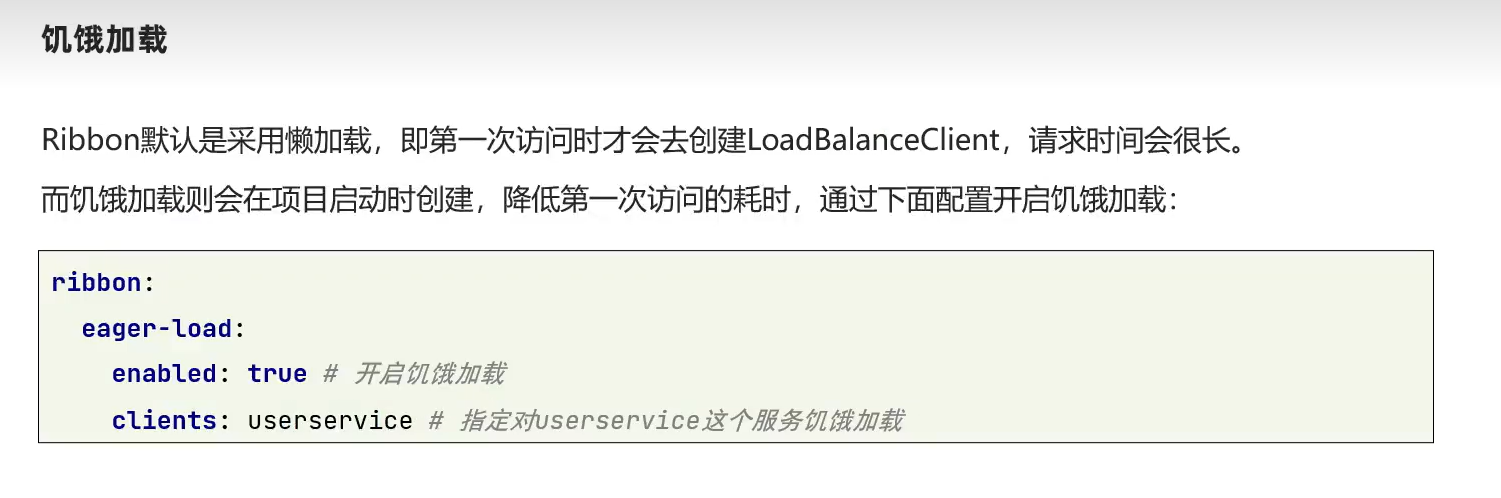 饥饿加载
Ribbon默认是采用懒加载，即第一次访问时才会去创建LoadBalanceClient，请求时间会很长。
而饥饿加载则会在项目启动时创建，降低第一次访问的耗时，通过下面配置开启饥饿加载：
ribbon:
  eager-load:
    enabled: true # 开启饥饿加载
    clients: userservice # 指定对userservice这个服务饥饿加载